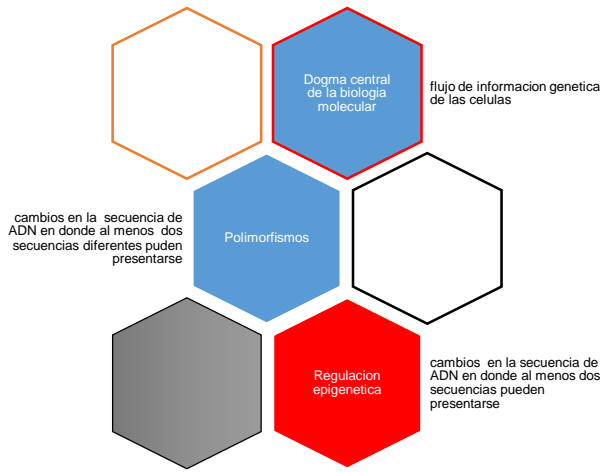 Dogma central
de la biologia
molecular
flujo de informacion genetica
de las celulas
cambios en la secuencia de
ADN en donde al menos dos
secuencias diferentes puden
presentarse
Polimorfismos
Regulacion
epigenetica
cambios en la secuencia de
ADN en donde al menos dos
secuencias pueden
presentarse